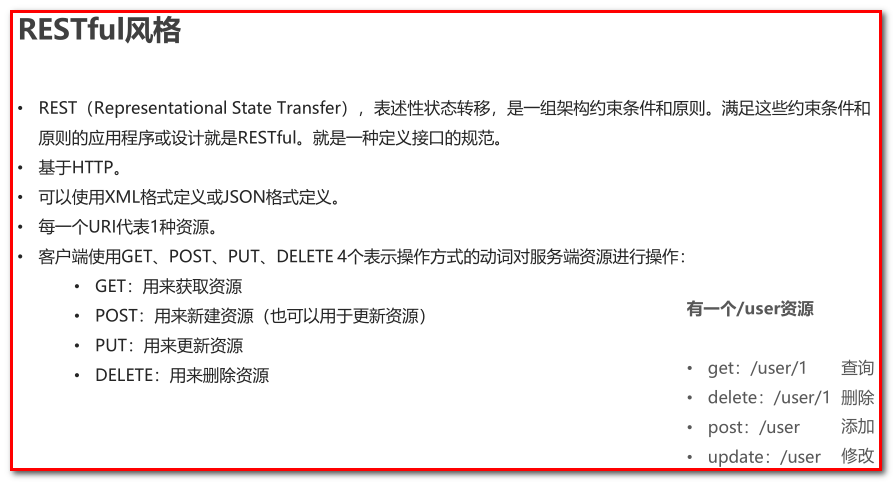 RESTful风格
• REST（Representational State Transfer），表述性状态转移，是一组架构约束条件和原则。满足这些约束条件和
原则的应用程序或设计就是RESTful。就是一种定义接口的规范。
• 基于HTTP。
• 可以使用XML格式定义或JSON格式定义。
• 每一个URI代表1种资源。
• 客户端使用GET、POST、PUT、DELETE 4个表示操作方式的动词对服务端资源进行操作：
• GET：用来获取资源
• POST：用来新建资源（也可以用于更新资源）
• PUT：用来更新资源
• DELETE：用来删除资源
有一个/user资源
• get：/user/1 查询
• delete：/user/1 删除
• post：/user 添加
• update：/user 修改